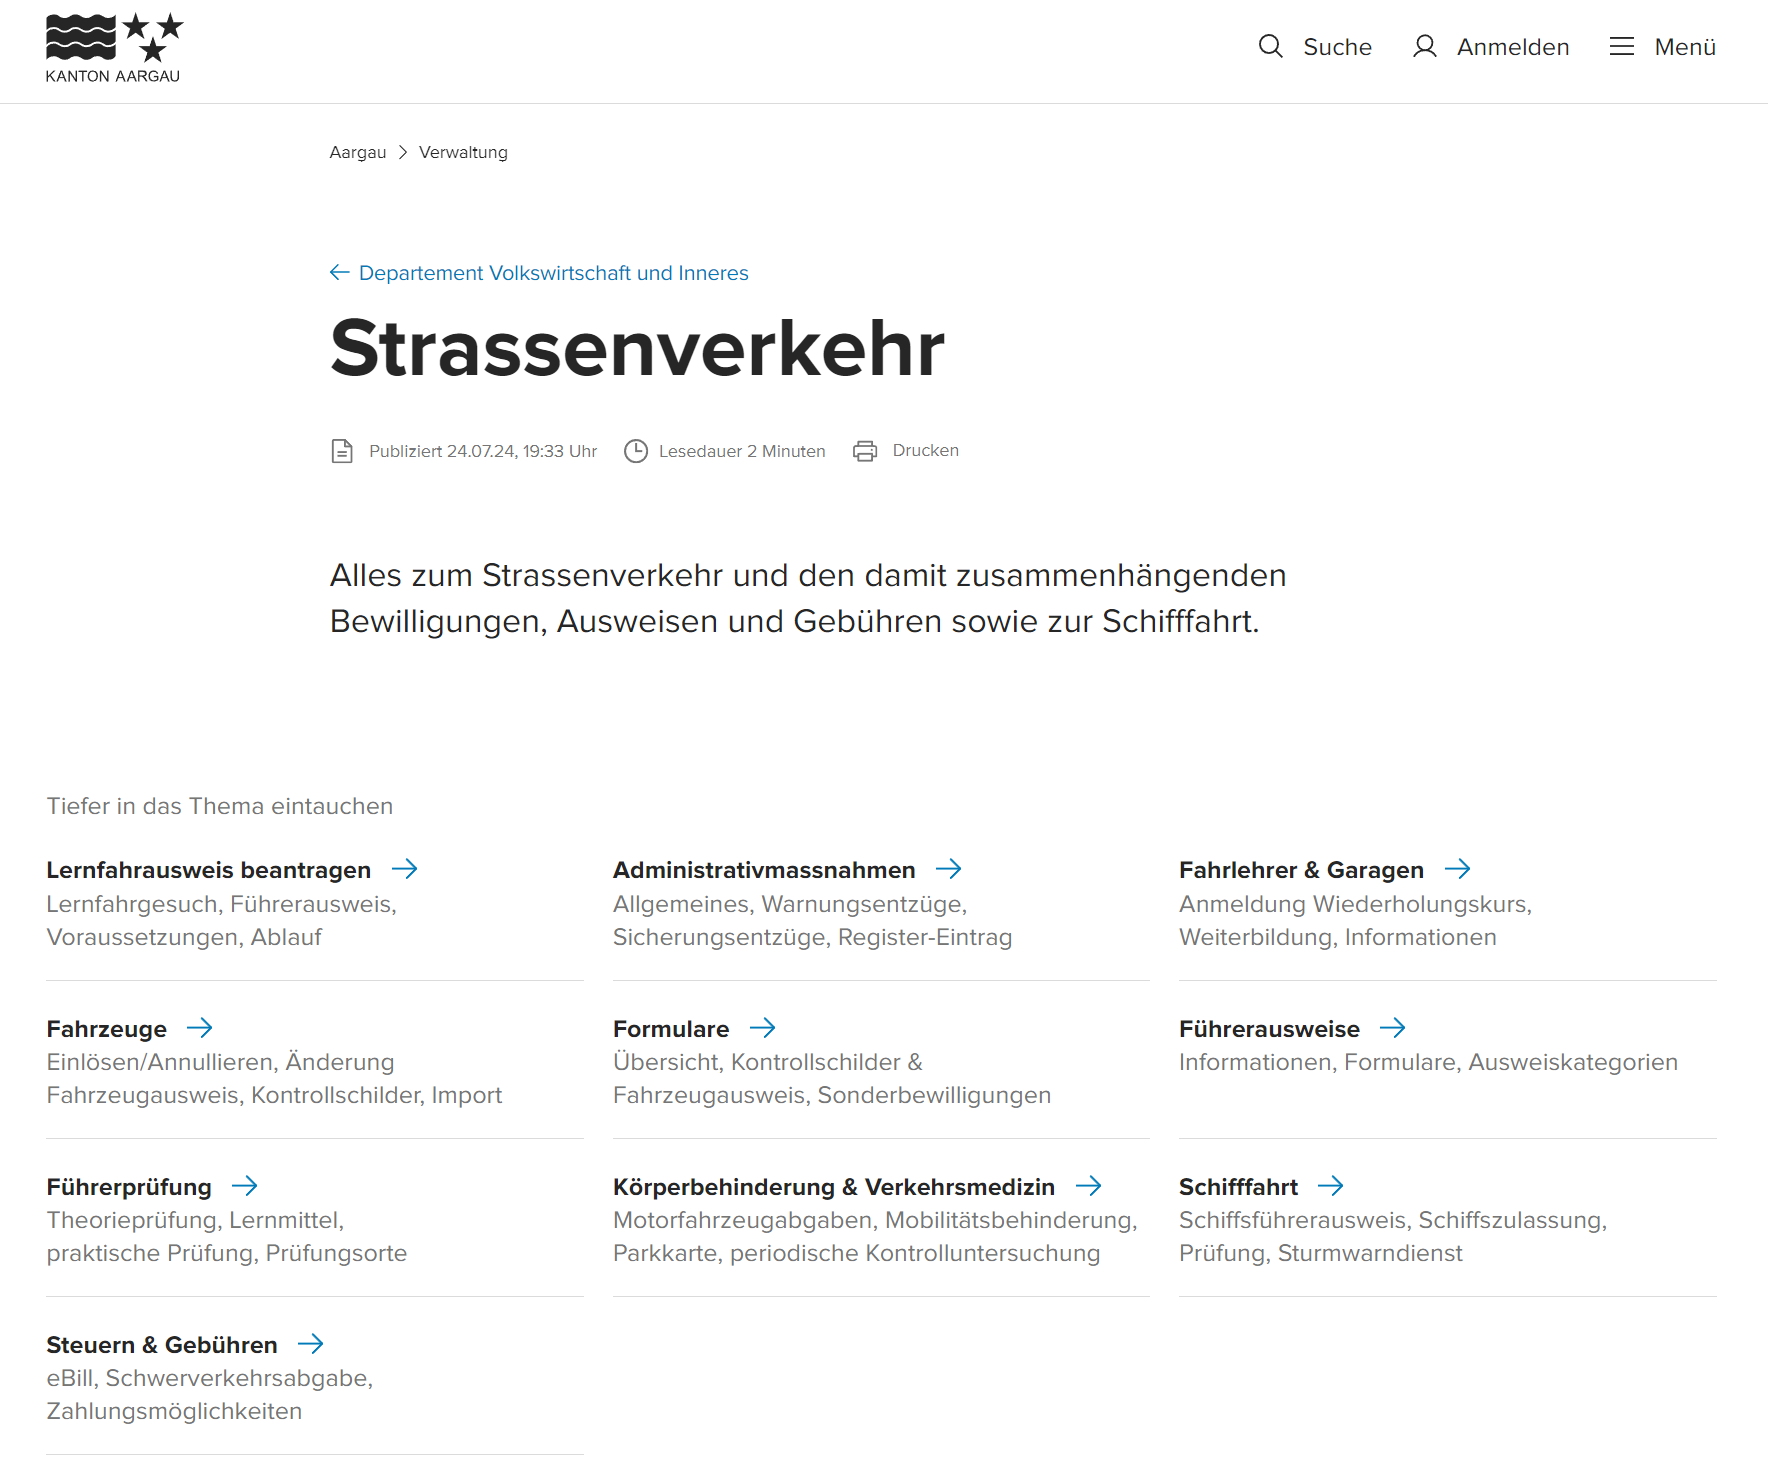 KANTON AARGAU
Suche
Anmelden
Menü
Aargau
Verwaltung
Departement Volkswirtschaft und Inneres
Strassenverkehr
Publiziert 24.07.24, 19:33 Uhr
Lesedauer 2 Minuten
Drucken
Alles zum Strassenverkehr und den damit zusammenhängenden
Bewilligungen, Ausweisen und Gebühren sowie zur Schifffahrt.
Tiefer in das Thema eintauchen
Lernfahrausweis beantragen
Lernfahrgesuch, Führerausweis,
Voraussetzungen, Ablauf
Administrativmassnahmen
Allgemeines, Warnungsentzüge,
Sicherungsentzüge, Register-Eintrag
Fahrlehrer & Garagen
Anmeldung Wiederholungskurs,
Weiterbildung, Informationen
Fahrzeuge
Einlösen/Annullieren, Änderung
Fahrzeugausweis, Kontrollschilder, Import
Formulare
Übersicht, Kontrollschilder &
Fahrzeugausweis, Sonderbewilligungen
Führerausweise
Informationen, Formulare, Ausweiskategorien
Führerprüfung
Theorieprüfung, Lernmittel,
praktische Prüfung, Prüfungsorte
Körperbehinderung & Verkehrsmedizin
Motorfahrzeugabgaben, Mobilitätsbehinderung,
Parkkarte, periodische Kontrolluntersuchung
Schifffahrt
Schiffsführerausweis, Schiffszulassung,
Prüfung, Sturmwarndienst
Steuern & Gebühren
eBill, Schwerverkehrsabgabe,
Zahlungsmöglichkeiten